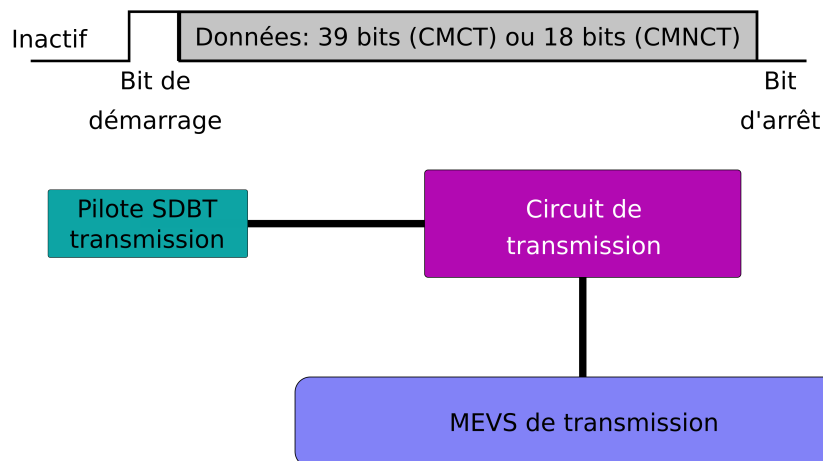 Inactif
Données: 39 bits (CMCT) ou 18 bits (CMNCT)
Bit de
démarrage
Bit
d'arrêt
Pilote SDBT
transmission
Circuit de
transmission
MEVS de transmission